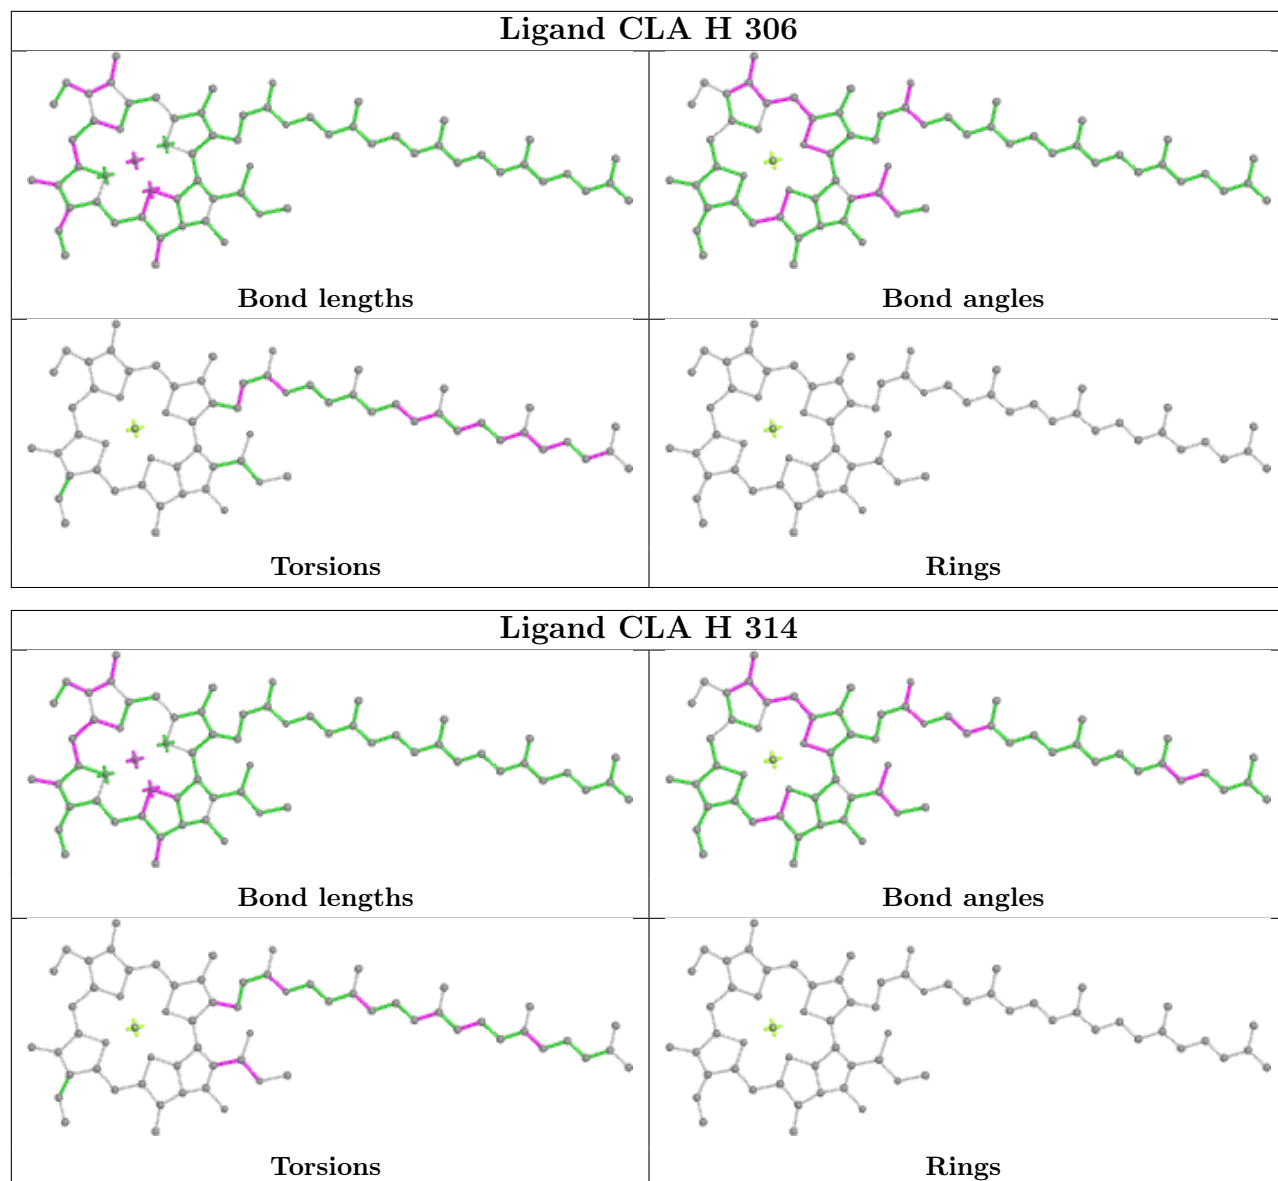 Ligand CLA H 306
Bond lengths
Bond angles
Torsions
Rings
Ligand CLA H 314
Bond lengths
Bond angles
Torsions
Rings